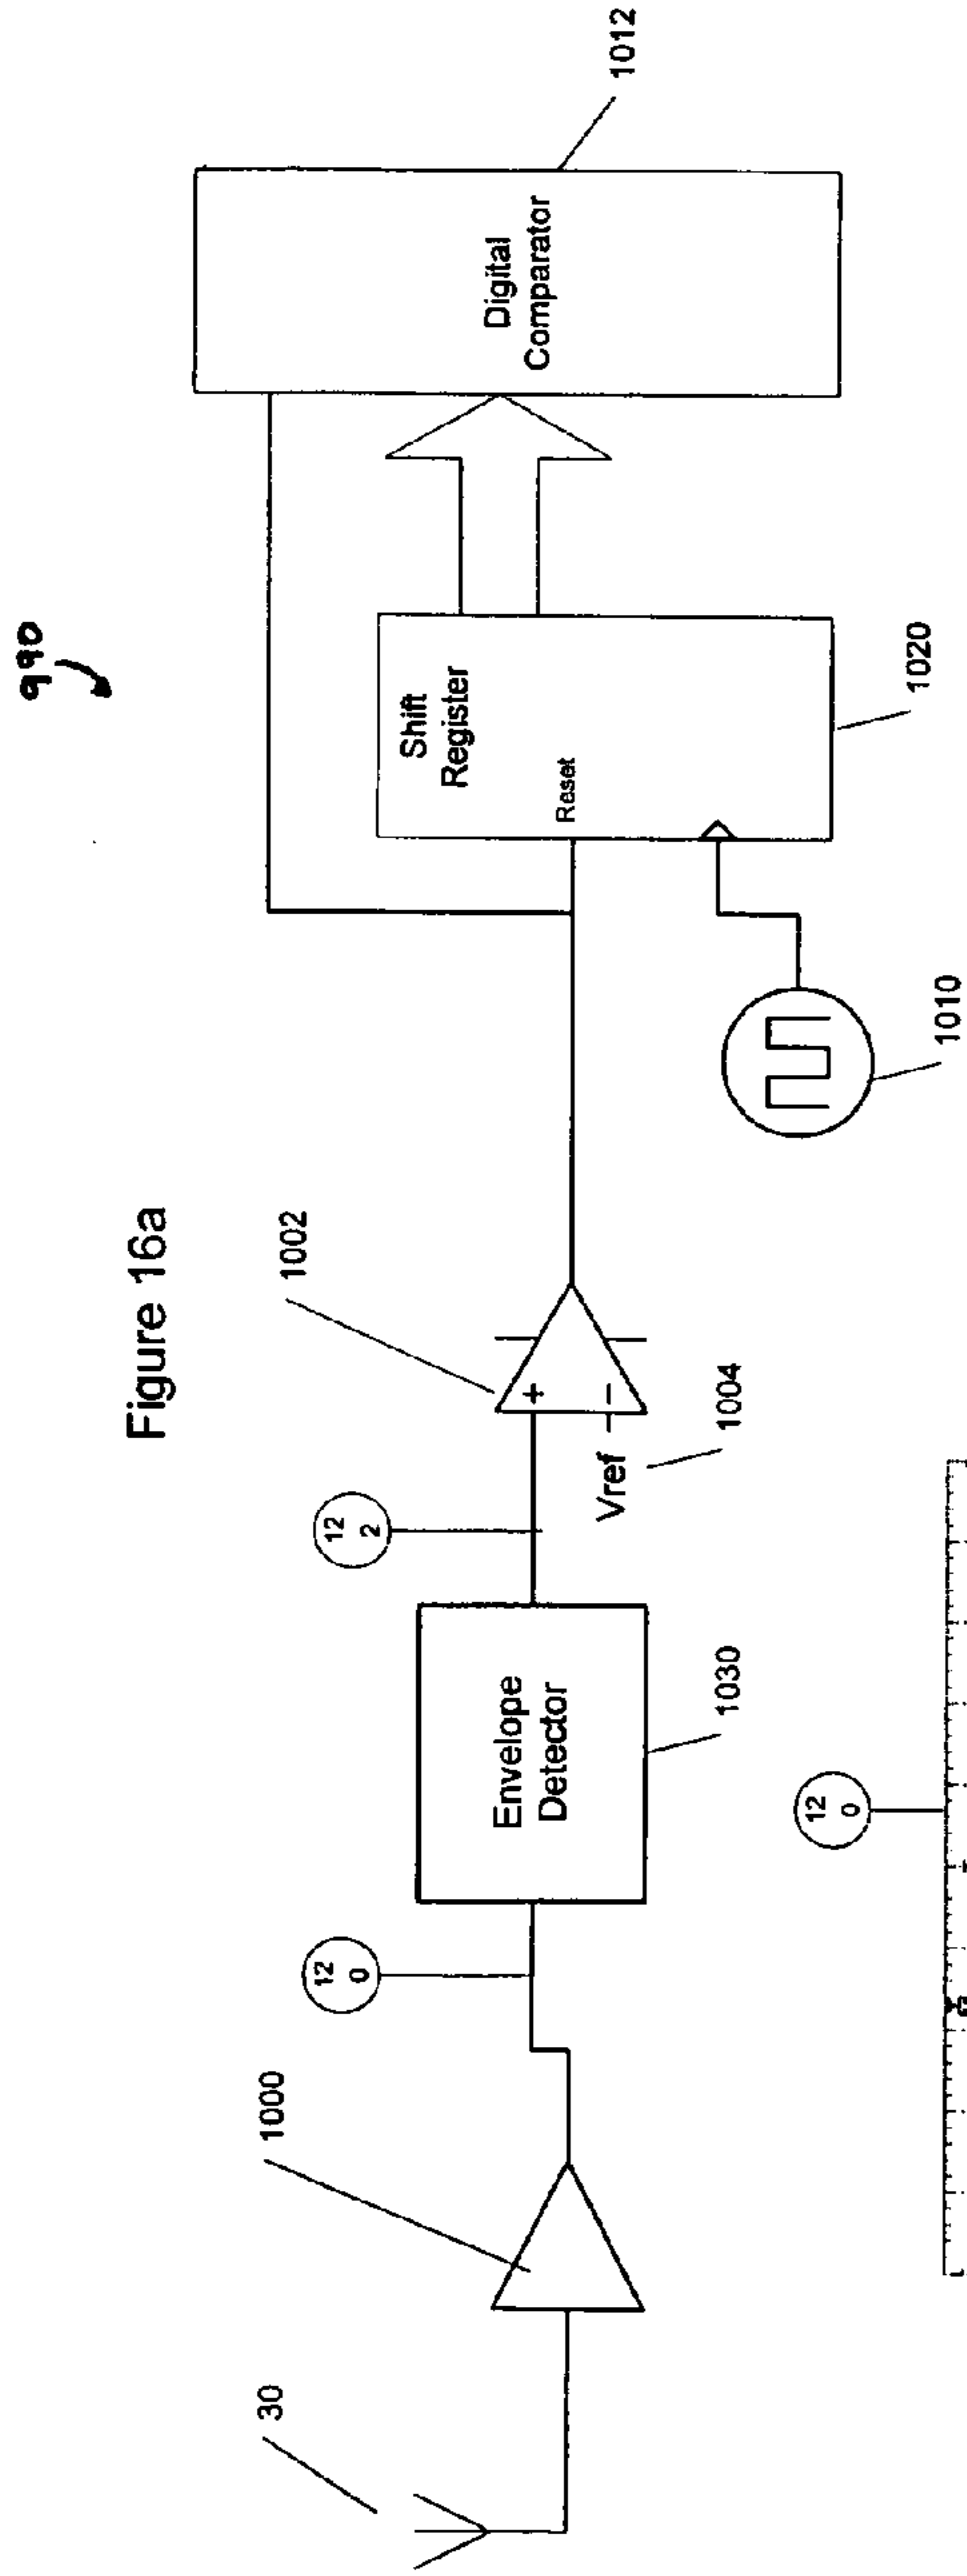 990
Figure 16a
30
1000
12
0
Envelope
Detector
1030
12
2
1002
+
−
Vref
1004
1010
Shift
Register
Reset
1020
Digital
Comparator
1012
12
0